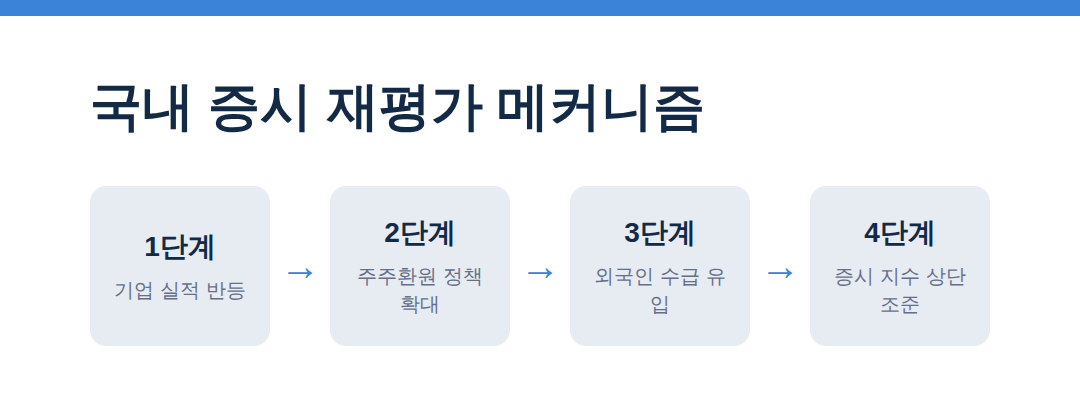 국내 증시 재평가 메커니즘
1단계
기업 실적 반등
→
2단계
주주환원 정책
확대
→
3단계
외국인 수급 유
입
→
4단계
증시 지수 상단
조준